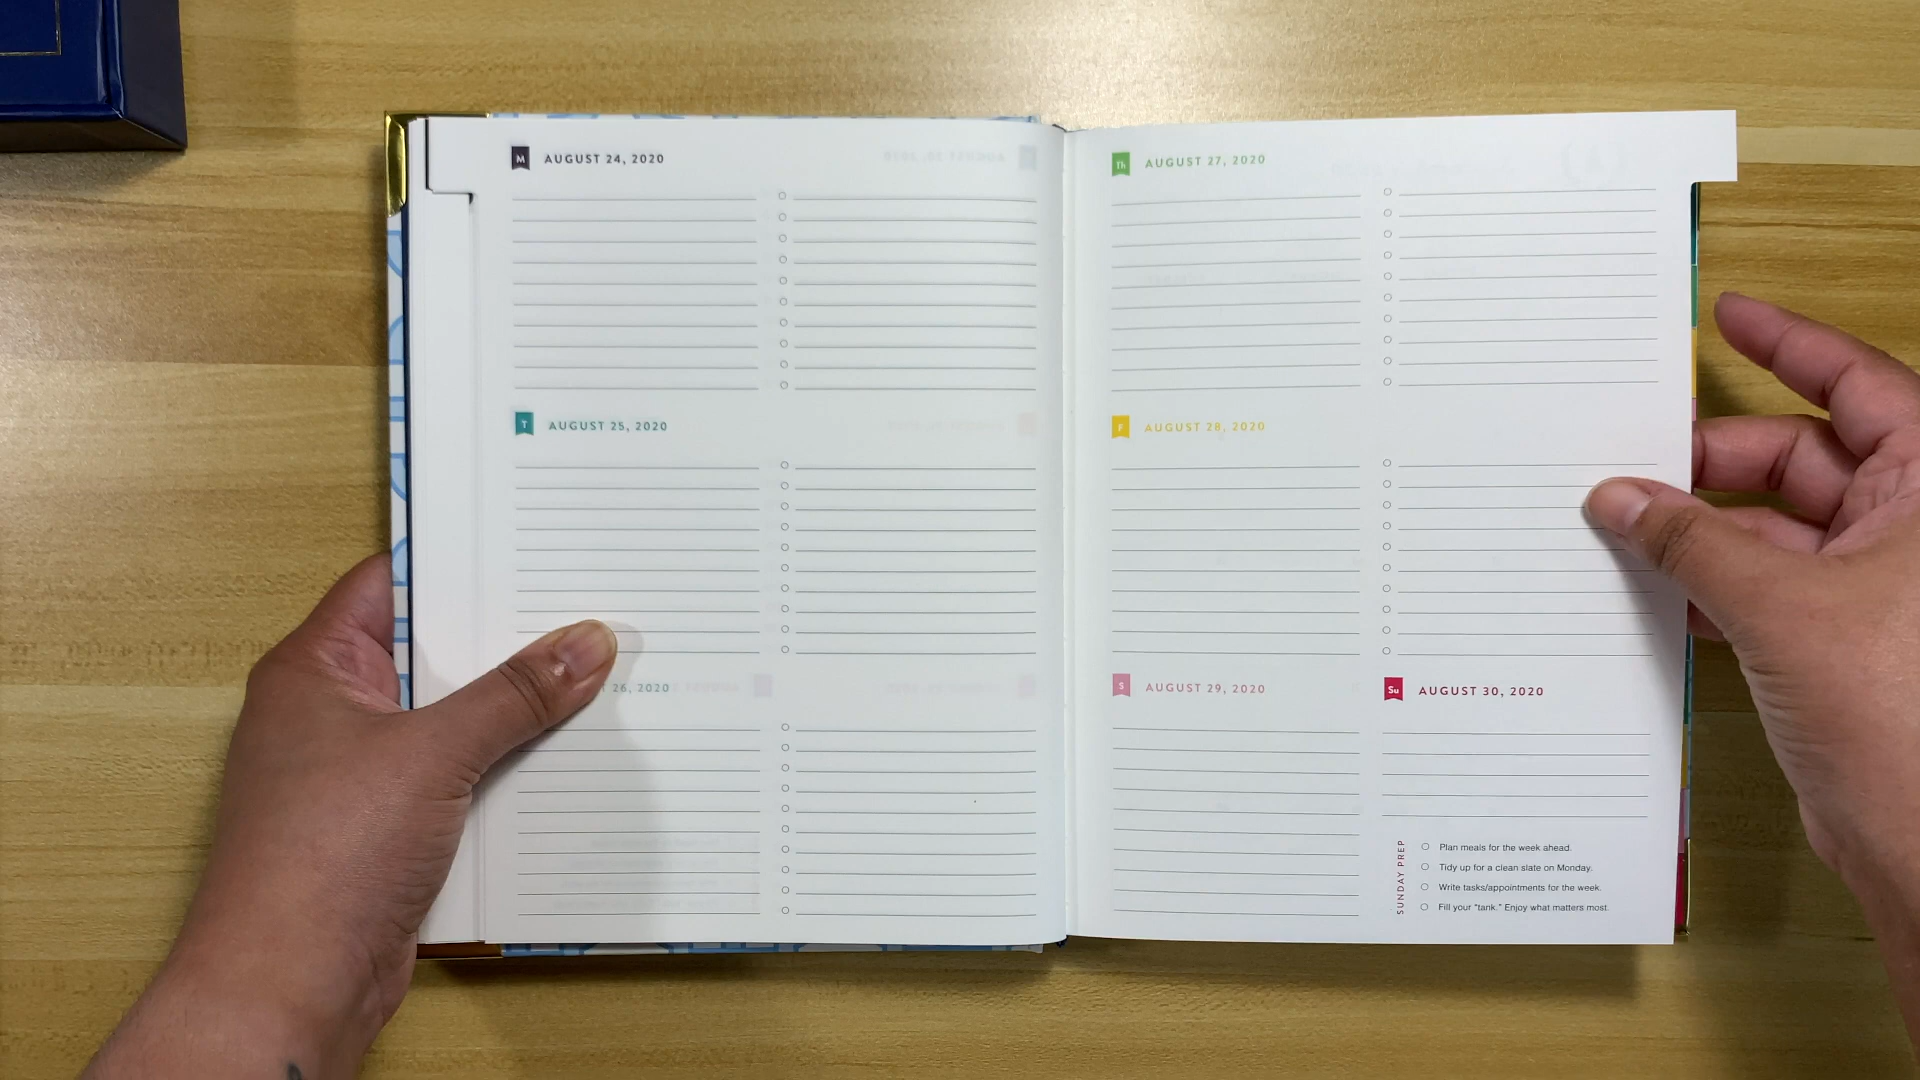 M AUGUST 24, 2020
T AUGUST 25, 2020
26, 2020
Th AUGUST 27, 2020
F AUGUST 28, 2020
S AUGUST 29, 2020
Su AUGUST 30, 2020
SUNDAY PREP
Plan meals for the week ahead.
Tidy up for a clean slate on Monday.
Write tasks/appointments for the week.
Fill your "tank." Enjoy what matters most.